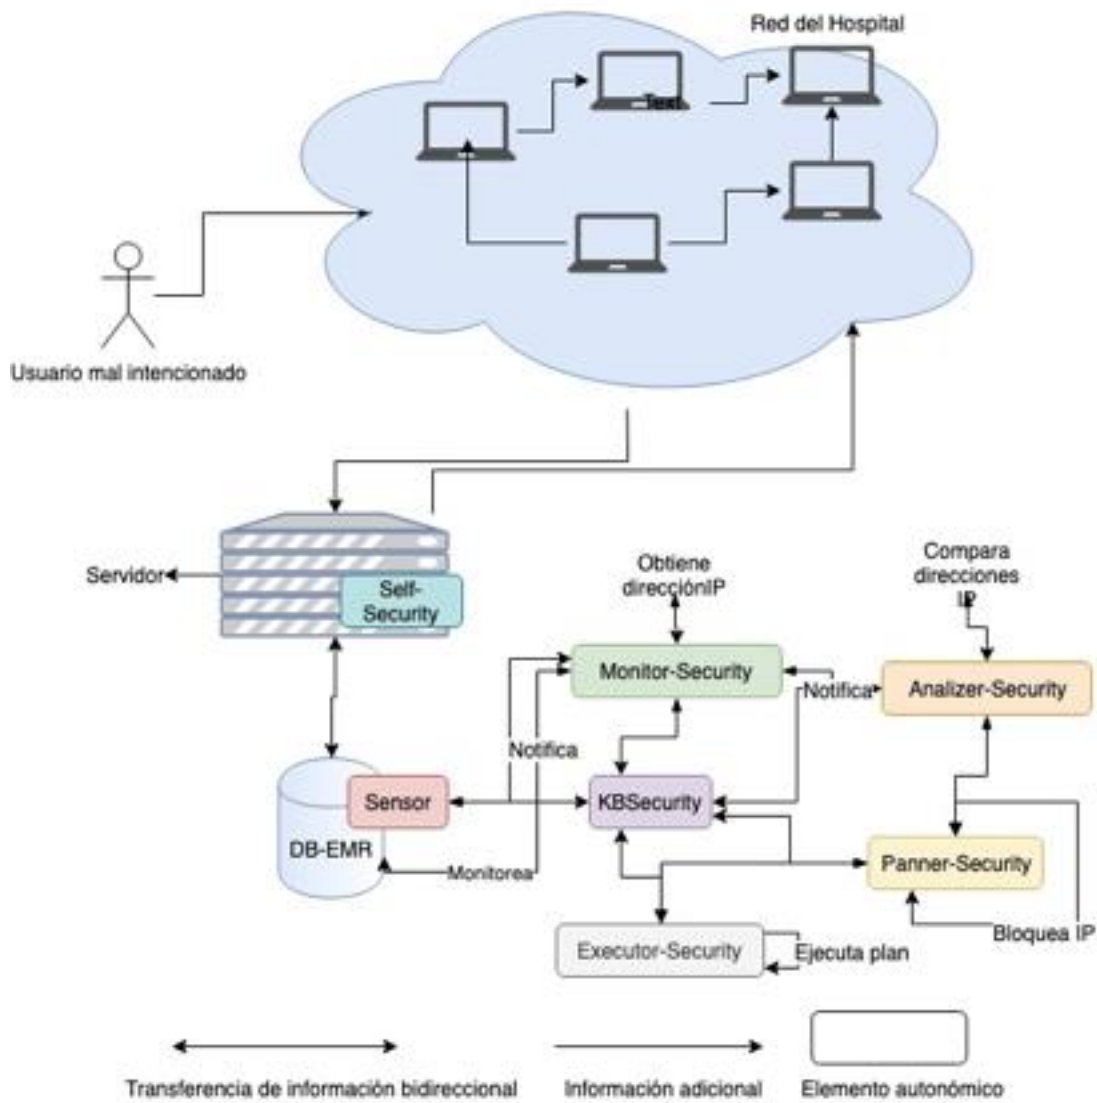 Red del Hospital
Text
Usuario mal intencionado
Servidor
Self-
Security
Obtiene
direcciónIP
Compara
direcciones
IP
Monitor-Security
Notifica
Analizer-Security
Notifica
Sensor
KBSecurity
DB-EMR
Monitorea
Panner-Security
Bloquea IP
Executor-Security
Ejecuta plan
Transferencia de información bidireccional
Información adicional
Elemento autonómico